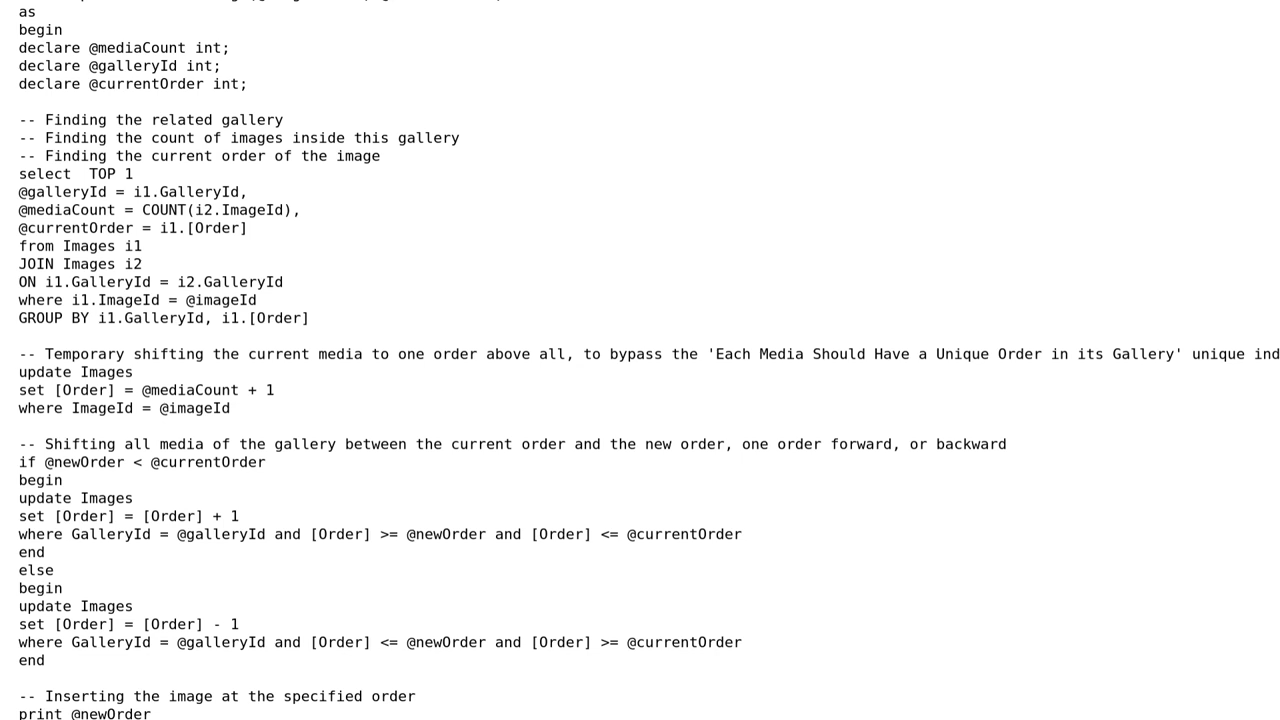 as
begin
declare @mediaCount int;
declare @galleryId int;
declare @currentOrder int;
-- Finding the related gallery
-- Finding the count of images inside this gallery
-- Finding the current order of the image
select  TOP 1
@galleryId = i1.GalleryId,
@mediaCount = COUNT(i2.ImageId),
@currentOrder = i1.[Order]
from Images i1
JOIN Images i2
ON i1.GalleryId = i2.GalleryId
where i1.ImageId = @imageId
GROUP BY i1.GalleryId, i1.[Order]
-- Temporary shifting the current media to one order above all, to bypass the 'Each Media Should Have a Unique Order in its Gallery' unique ind
update Images
set [Order] = @mediaCount + 1
where ImageId = @imageId
-- Shifting all media of the gallery between the current order and the new order, one order forward, or backward
if @newOrder < @currentOrder
begin
update Images
set [Order] = [Order] + 1
where GalleryId = @galleryId and [Order] >= @newOrder and [Order] <= @currentOrder
end
else
begin
update Images
set [Order] = [Order] - 1
where GalleryId = @galleryId and [Order] <= @newOrder and [Order] >= @currentOrder
end
-- Inserting the image at the specified order
print @newOrder